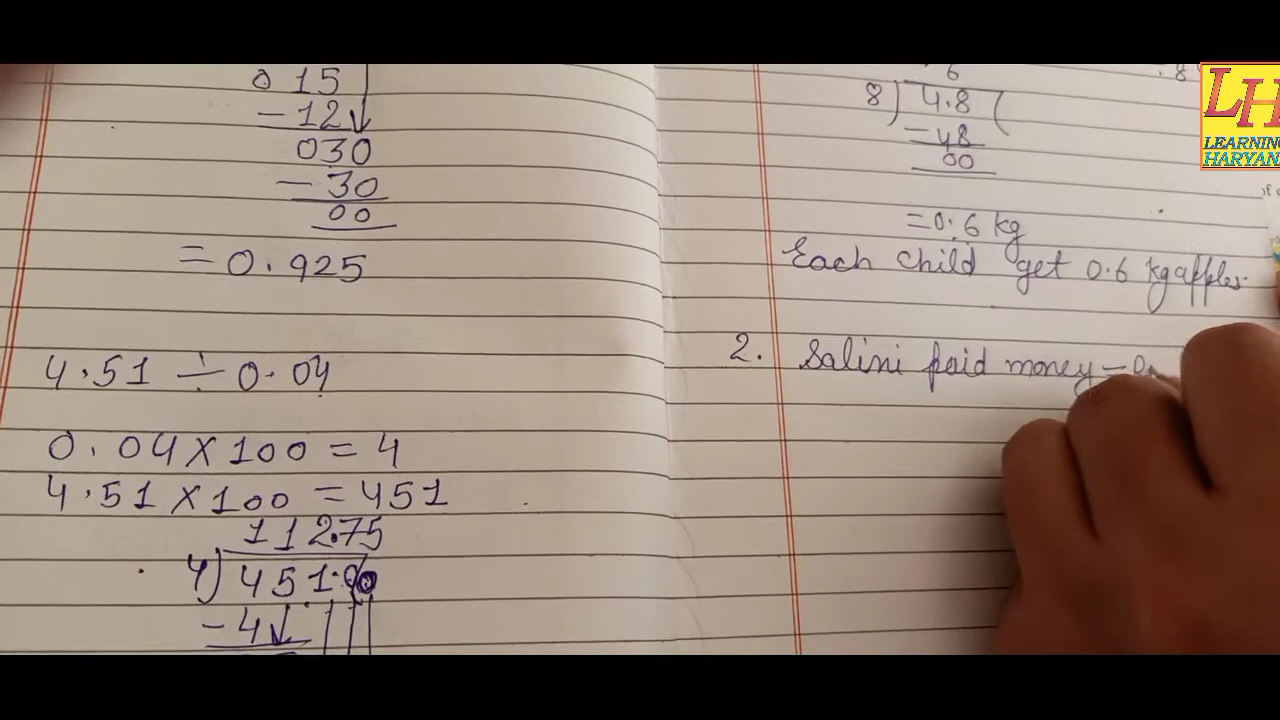 0 15
- 12
030
- 30
00
= 0.925
4.51 ÷ 0.04
0.04 X 100 = 4
4.51 X 100 = 451
112.75
4) 451.00
- 4
6
8) 4.8 (
- 48
00
= 0.6 kg
Each child get 0.6 kg apples.
2. Salini paid money =
LH
LEARNING
HARYANA